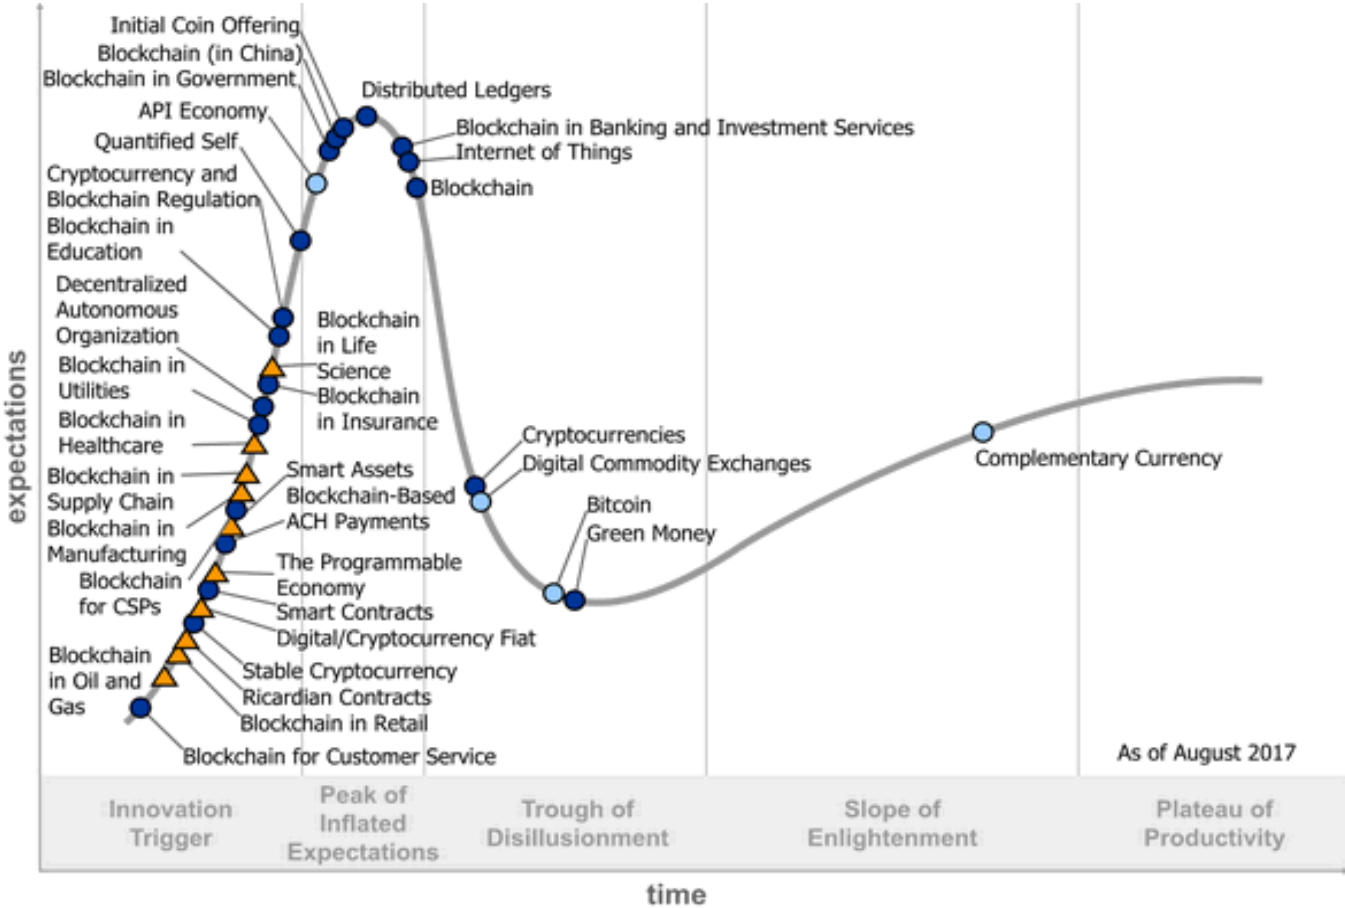 Initial Coin Offering
Blockchain (in China)
Blockchain in Government
API Economy
Quantified Self
Cryptocurrency and
Blockchain Regulation
Blockchain in
Education
Decentralized
Autonomous
Organization
Blockchain in
Utilities
Blockchain in
Healthcare
Blockchain in
Supply Chain
Blockchain in
Manufacturing
Blockchain
for CSPs
Blockchain
in Oil and
Gas
Distributed Ledgers
Blockchain in Banking and Investment Services
Internet of Things
Blockchain
Blockchain
in Life
Science
Blockchain
in Insurance
Smart Assets
Blockchain-Based
ACH Payments
The Programmable
Economy
Smart Contracts
Digital/Cryptocurrency Fiat
Stable Cryptocurrency
Ricardian Contracts
Blockchain in Retail
Blockchain for Customer Service
Cryptocurrencies
Digital Commodity Exchanges
Bitcoin
Green Money
Complementary Currency
As of August 2017
expectations
Innovation
Trigger
Peak of
Inflated
Expectations
Trough of
Disillusionment
Slope of
Enlightenment
Plateau of
Productivity
time